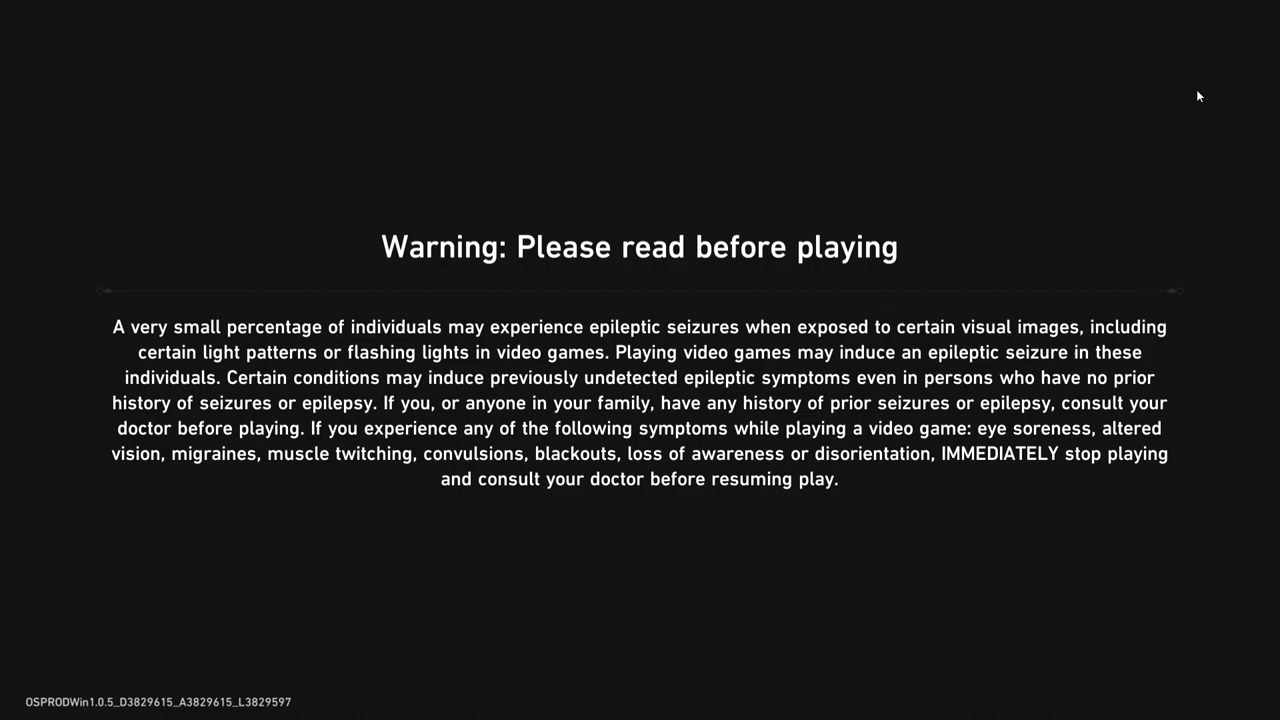 Warning: Please read before playing
A very small percentage of individuals may experience epileptic seizures when exposed to certain visual images, including
certain light patterns or flashing lights in video games. Playing video games may induce an epileptic seizure in these
individuals. Certain conditions may induce previously undetected epileptic symptoms even in persons who have no prior
history of seizures or epilepsy. If you, or anyone in your family, have any history of prior seizures or epilepsy, consult your
doctor before playing. If you experience any of the following symptoms while playing a video game: eye soreness, altered
vision, migraines, muscle twitching, convulsions, blackouts, loss of awareness or disorientation, IMMEDIATELY stop playing
and consult your doctor before resuming play.
OSPRODWin1.0.5_D3829615_A3829615_L3829597